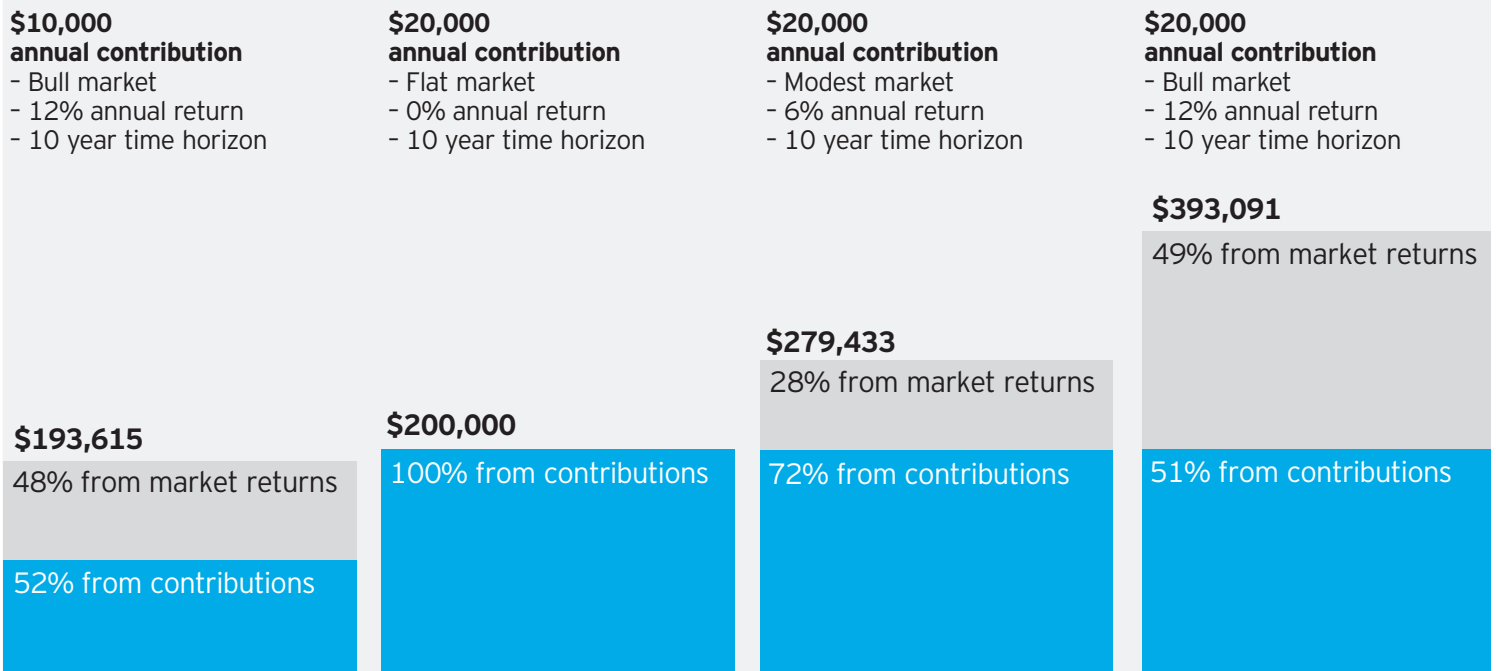 $10,000
annual contribution
– Bull market
– 12% annual return
– 10 year time horizon
$193,615
48% from market returns
52% from contributions
$20,000
annual contribution
– Flat market
– 0% annual return
– 10 year time horizon
$200,000
100% from contributions
$20,000
annual contribution
– Modest market
– 6% annual return
– 10 year time horizon
$279,433
28% from market returns
72% from contributions
$20,000
annual contribution
– Bull market
– 12% annual return
– 10 year time horizon
$393,091
49% from market returns
51% from contributions